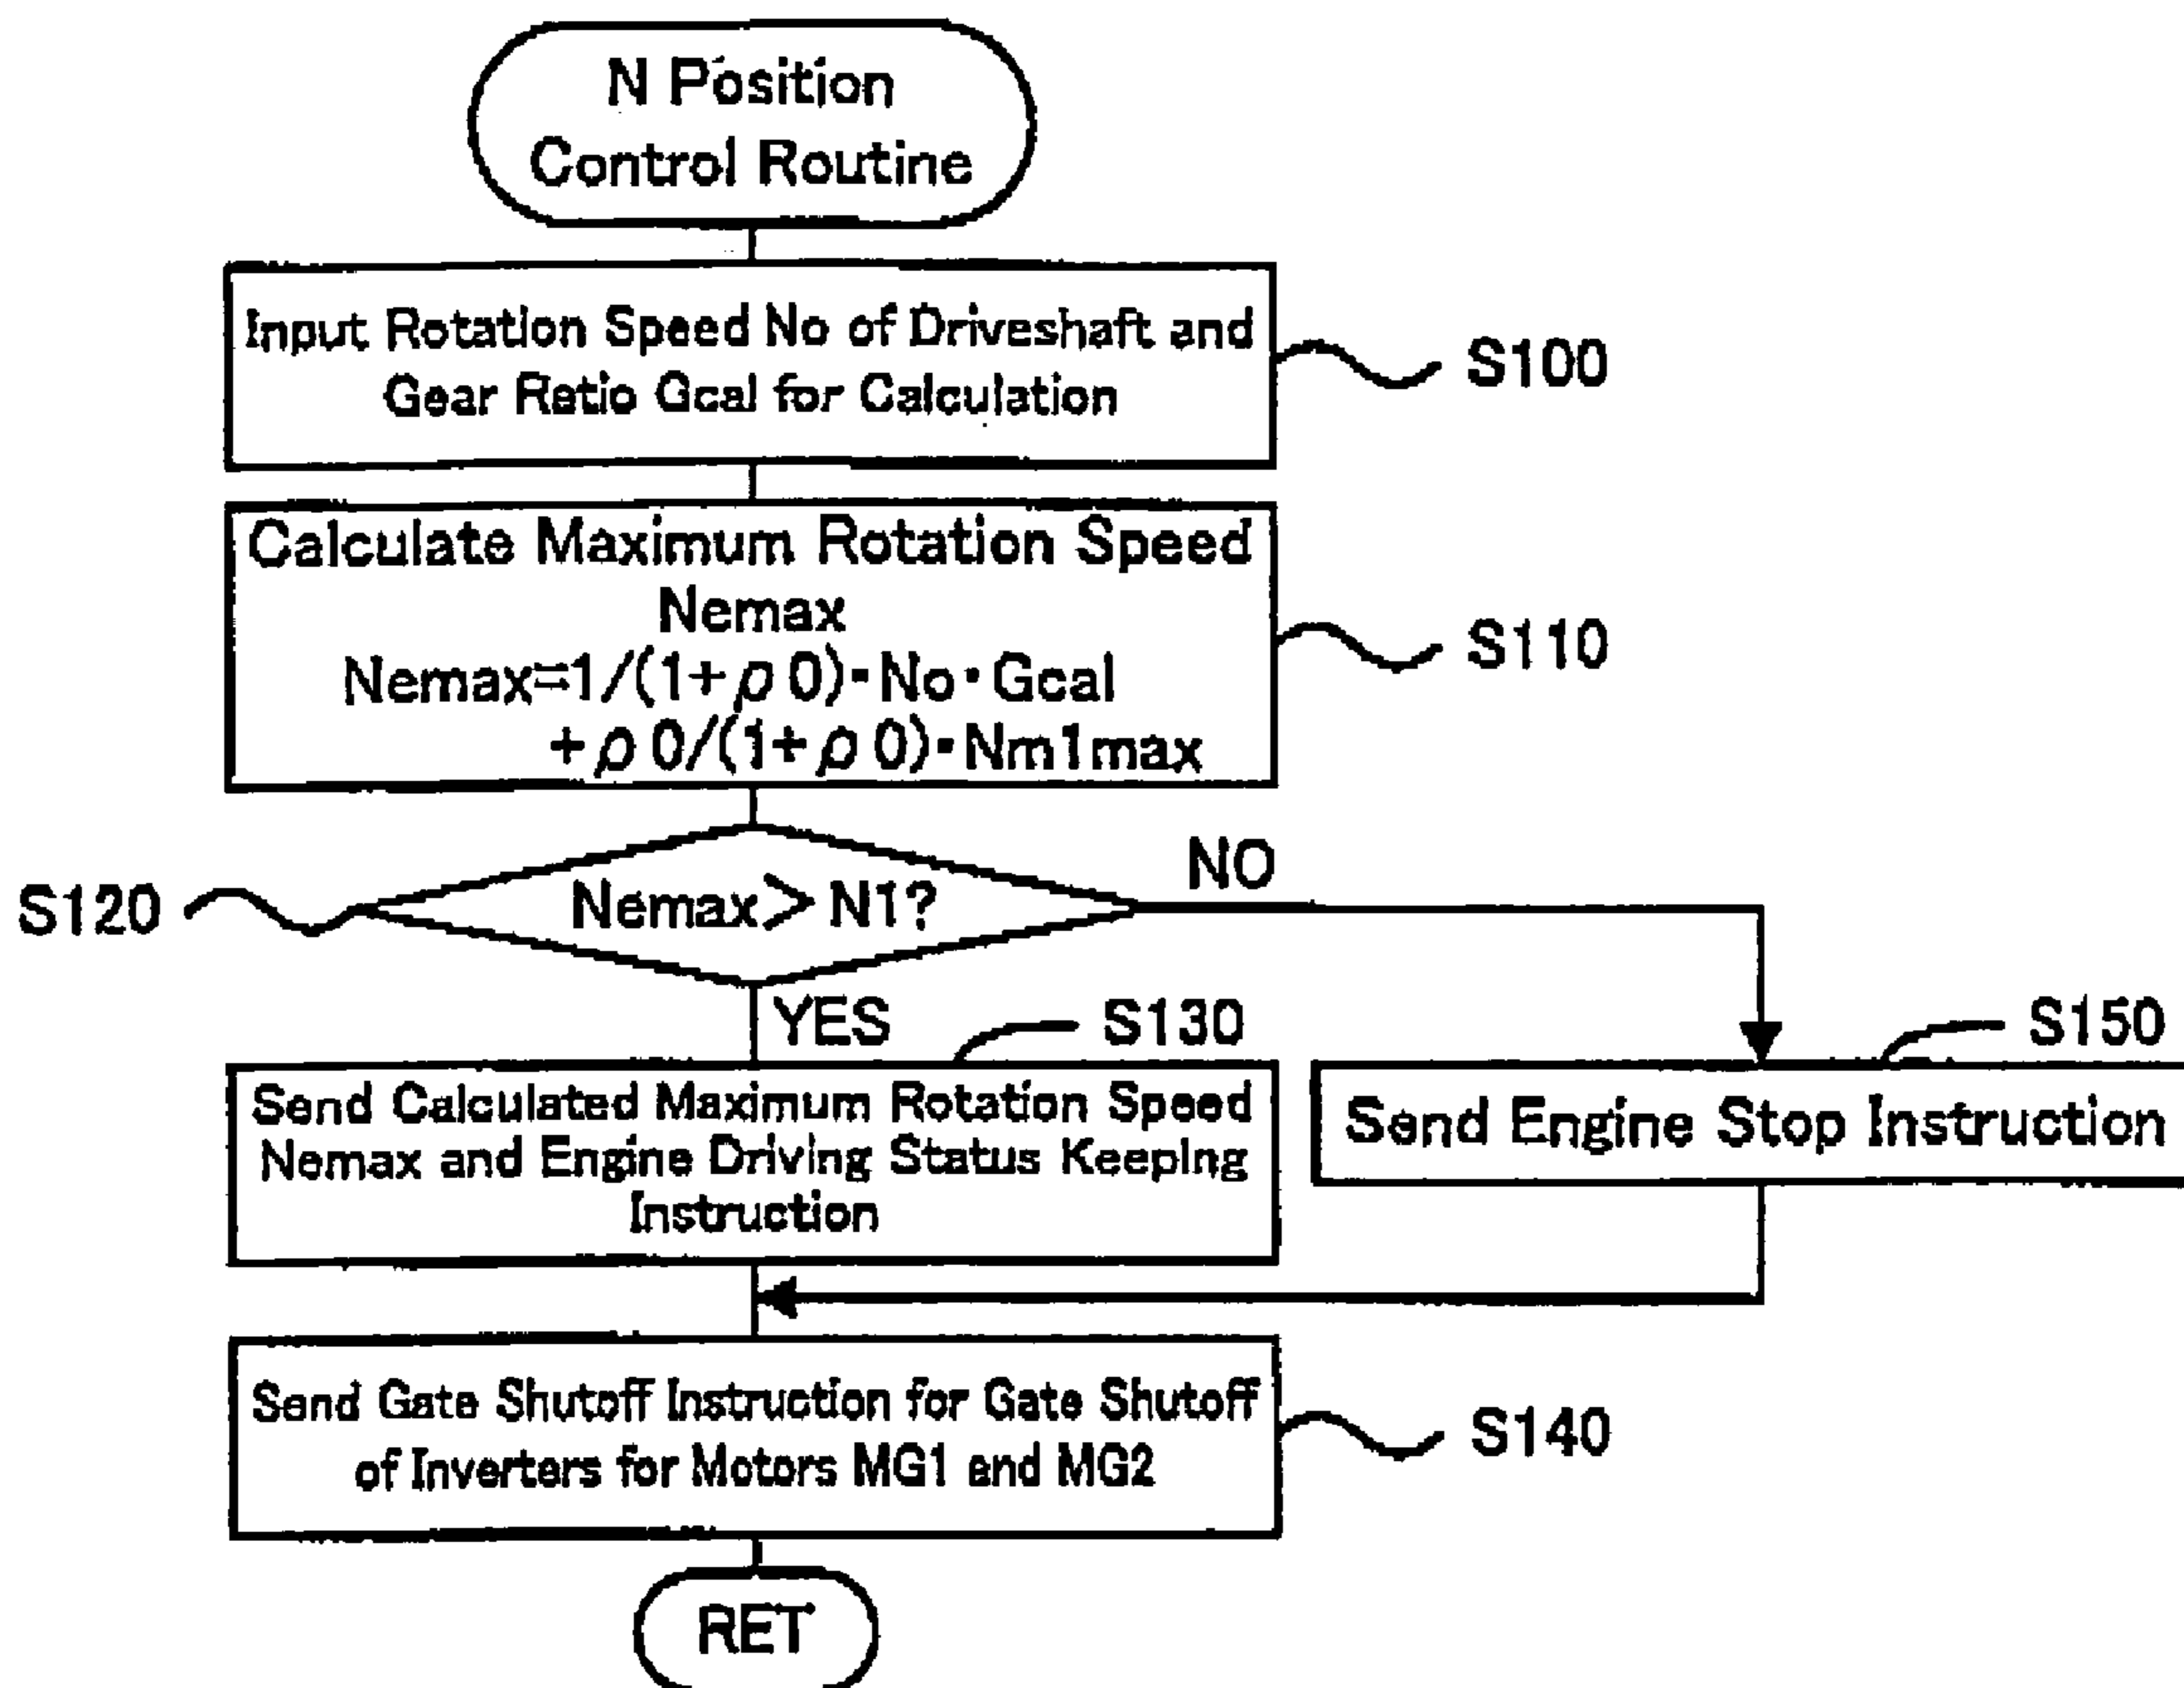 N Position
Control Routine
Input Rotation Speed No of Driveshaft and
Gear Ratio Gcal for Calculation
S100
Calculate Maximum Rotation Speed
Nemax
Nemax=1/(1+ρ0)·No·Gcal
+ρ0/(1+ρ0)·Nm1max
S110
S120
Nemax>N1?
NO
YES
S130
Send Calculated Maximum Rotation Speed
Nemax and Engine Driving Status Keeping
Instruction
S150
Send Engine Stop Instruction
Send Gate Shutoff Instruction for Gate Shutoff
of Inverters for Motors MG1 and MG2
S140
RET